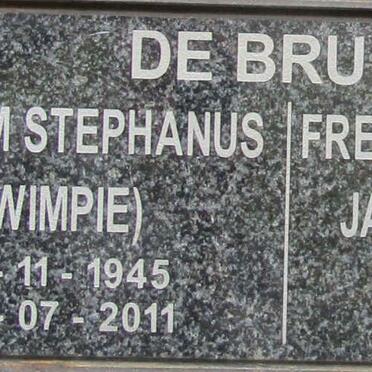 DE BRU
M STEPHANUS FRE
WIMPIE) JA
- 11 - 1945
- 07 - 2011